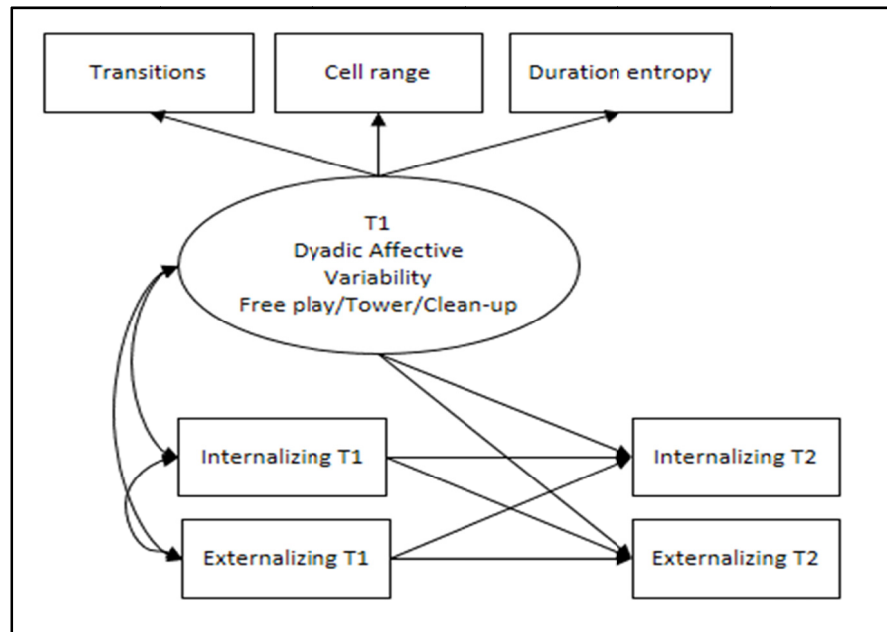 Transitions
Cell range
Duration entropy
T1
Dyadic Affective
Variability
Free play/Tower/Clean-up
Internalizing T1
Internalizing T2
Externalizing T1
Externalizing T2